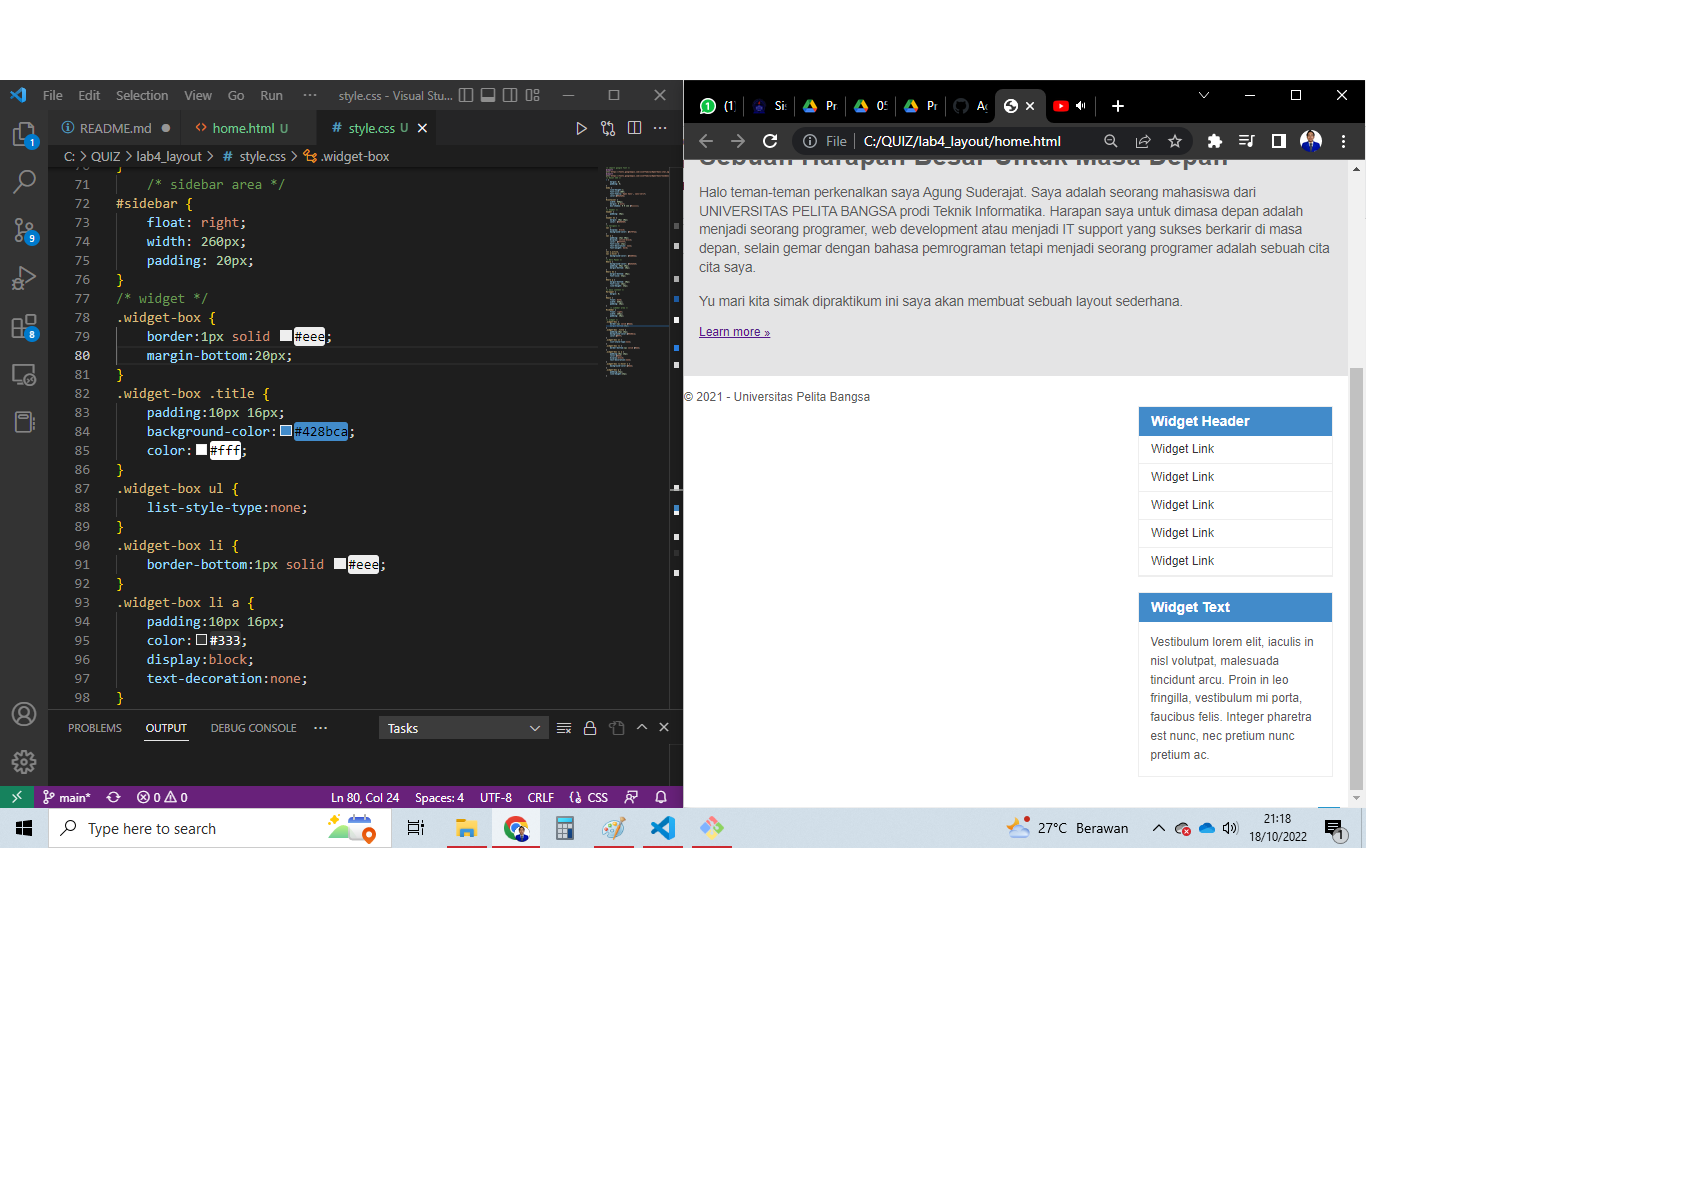 File Edit Selection View Go Run ··· style.css - Visual Stu...
README.md ● home.html U style.css U
C: > QUIZ > lab4_layout > # style.css > .widget-box
71 /* sidebar area */
72 #sidebar {
73 float: right;
74 width: 260px;
75 padding: 20px;
76 }
77 /* widget */
78 .widget-box {
79 border:1px solid #eee;
80 margin-bottom:20px;
81 }
82 .widget-box .title {
83 padding:10px 16px;
84 background-color:#428bca;
85 color:#fff;
86 }
87 .widget-box ul {
88 list-style-type:none;
89 }
90 .widget-box li {
91 border-bottom:1px solid #eee;
92 }
93 .widget-box li a {
94 padding:10px 16px;
95 color:#333;
96 display:block;
97 text-decoration:none;
98 }
1
9
8
PROBLEMS OUTPUT DEBUG CONSOLE ··· Tasks
main* 0 0 Ln 80, Col 24 Spaces: 4 UTF-8 CRLF CSS
(1) Sis Pr 05 Pr
File C:/QUIZ/lab4_layout/home.html
Sebuah Harapan Besar Untuk Masa Depan
Halo teman-teman perkenalkan saya Agung Suderajat. Saya adalah seorang mahasiswa dari
UNIVERSITAS PELITA BANGSA prodi Teknik Informatika. Harapan saya untuk dimasa depan adalah
menjadi seorang programer, web development atau menjadi IT support yang sukses berkarir di masa
depan, selain gemar dengan bahasa pemrograman tetapi menjadi seorang programer adalah sebuah cita
cita saya.
Yu mari kita simak dipraktikum ini saya akan membuat sebuah layout sederhana.
Learn more »
© 2021 - Universitas Pelita Bangsa
Widget Header
Widget Link
Widget Link
Widget Link
Widget Link
Widget Link
Widget Text
Vestibulum lorem elit, iaculis in
nisl volutpat, malesuada
tincidunt arcu. Proin in leo
fringilla, vestibulum mi porta,
faucibus felis. Integer pharetra
est nunc, nec pretium nunc
pretium ac.
Type here to search
27°C Berawan
21:18
18/10/2022
1